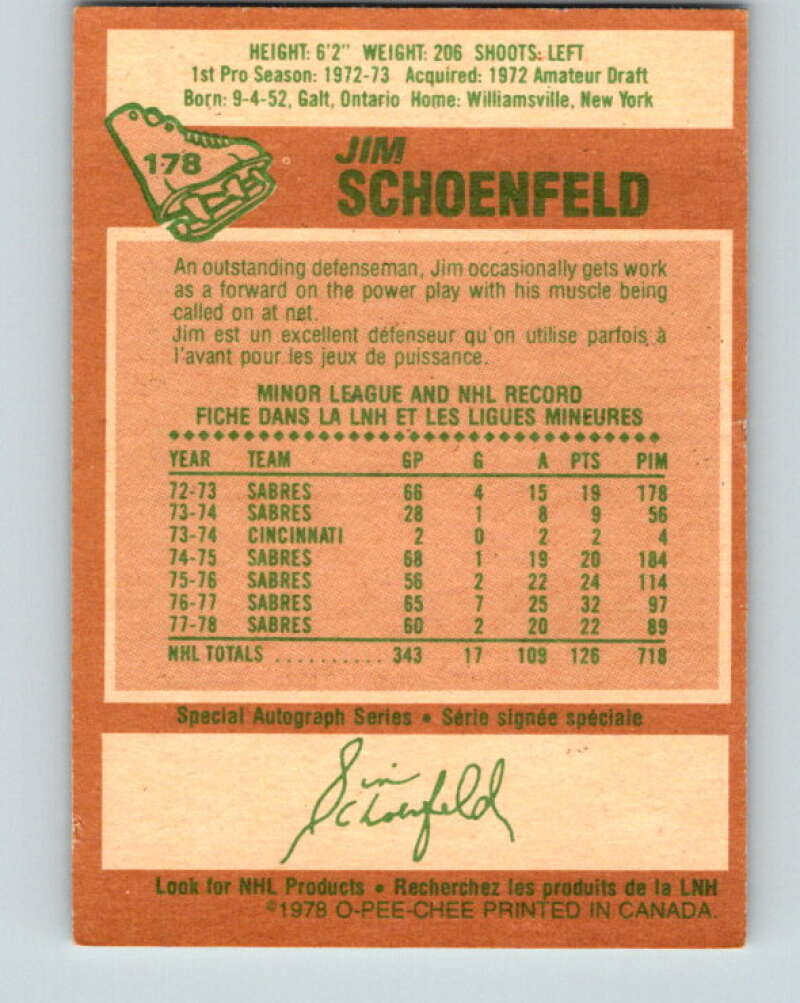 HEIGHT: 6'2" WEIGHT: 206 SHOOTS: LEFT
1st Pro Season: 1972-73 Acquired: 1972 Amateur Draft
Born: 9-4-52, Galt, Ontario Home: Williamsville, New York
178
JIM
SCHOENFELD
An outstanding defenseman, Jim occasionally gets work
as a forward on the power play with his muscle being
called on at net.
Jim est un excellent défenseur qu'on utilise parfois à
l'avant pour les jeux de puissance.
MINOR LEAGUE AND NHL RECORD
FICHE DANS LA LNH ET LES LIGUES MINEURES
YEAR TEAM GP G A PTS PIM
72-73 SABRES 66 4 15 19 178
73-74 SABRES 28 1 8 9 56
73-74 CINCINNATI 2 0 2 2 4
74-75 SABRES 68 1 19 20 184
75-76 SABRES 56 2 22 24 114
76-77 SABRES 65 7 25 32 97
77-78 SABRES 60 2 20 22 89
NHL TOTALS .......... 343 17 109 126 718
Special Autograph Series • Série signée spéciale
Jim
Schoenfeld
Look for NHL Products • Recherchez les produits de la LNH
©1978 O-PEE-CHEE PRINTED IN CANADA.